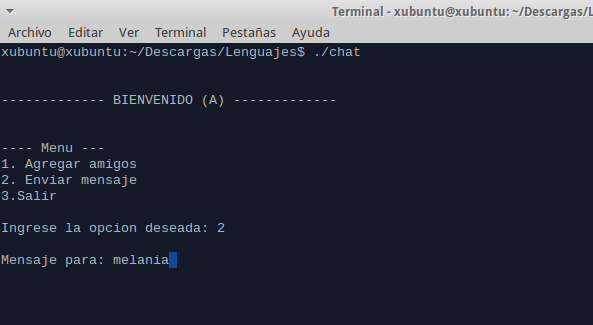 Terminal - xubuntu@xubuntu: ~/Descargas/L
Archivo Editar Ver Terminal Pestañas Ayuda
xubuntu@xubuntu:~/Descargas/Lenguajes$ ./chat
------------- BIENVENIDO (A) -------------
---- Menu ---
1. Agregar amigos
2. Enviar mensaje
3.Salir
Ingrese la opcion deseada: 2
Mensaje para: melania